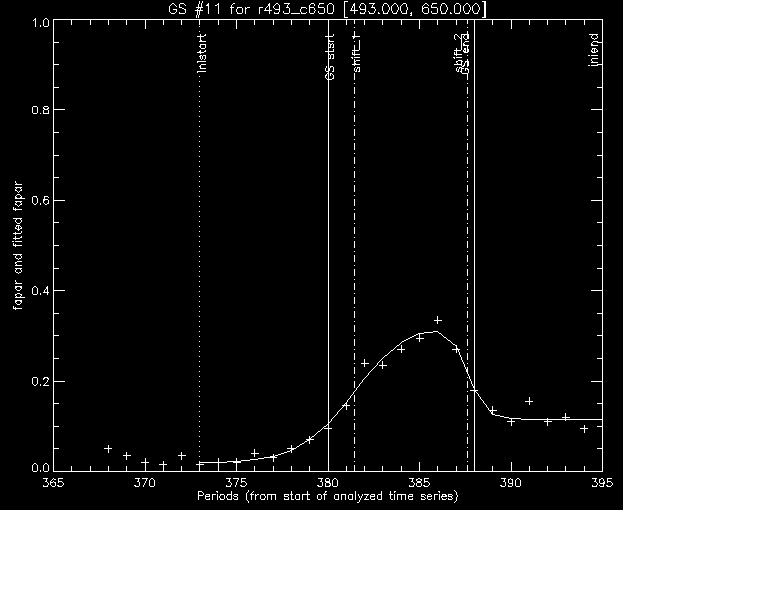 GS #11 for r493_c650 [493.000, 650.000]
1.0
0.8
0.6
0.4
0.2
0.0
fapar and fitted fapar
inistart
GS start
shift_1
shift_2
GS end
iniend
365 370 375 380 385 390 395
Periods (from start of analyzed time series)